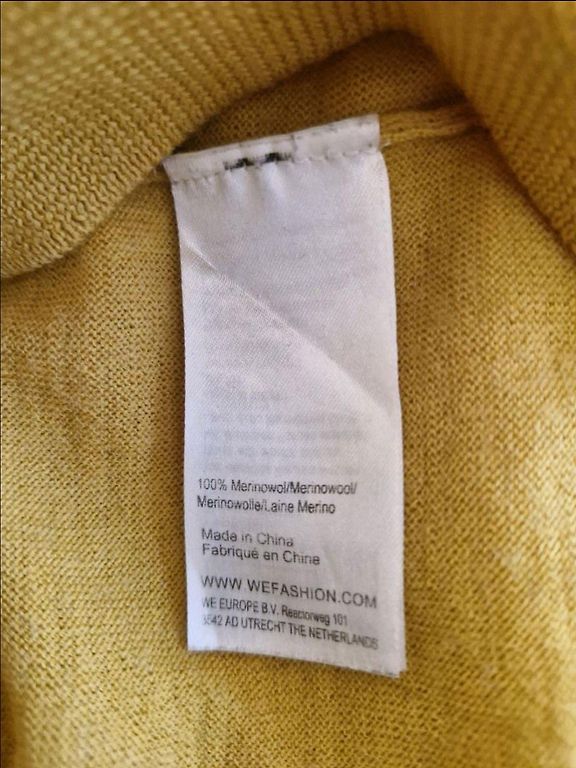 100% Merinowol/Merinowool/
Merinowolle/Laine Merino
Made in China
Fabriqué en Chine
WWW.WEFASHION.COM
WE EUROPE B.V. Reactorweg 101
3542 AD UTRECHT THE NETHERLANDS